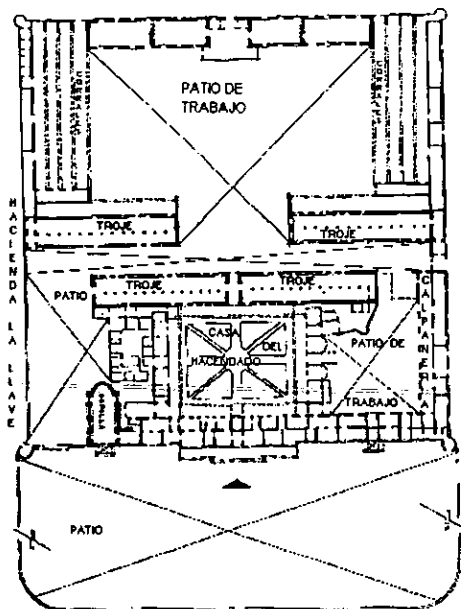 PATIO DE
TRABAJO
HACIENDA LA LLAVE
TROJE
TROJE
PATIO
TROJE
TROJE
CALPANERIA
CASA
DEL
HACENDADO
PATIO DE
TRABAJO
CAPILLA
PATIO